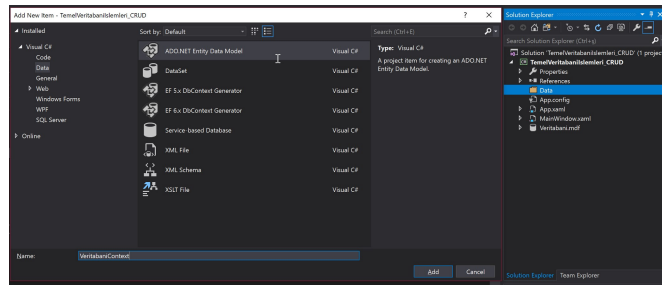 Add New Item - TemelVeritabaniIslemleri_CRUD ? ×
Installed
Visual C#
Code
Data
General
Web
Windows Forms
WPF
SQL Server
Online
Sort by: Default
Search (Ctrl+E)
ADO.NET Entity Data Model Visual C#
DataSet Visual C#
EF 5.x DbContext Generator Visual C#
EF 6.x DbContext Generator Visual C#
Service-based Database Visual C#
XML File Visual C#
XML Schema Visual C#
XSLT File Visual C#
Type: Visual C#
A project item for creating an ADO.NET
Entity Data Model.
Name: VeritabaniContext
Add Cancel
Solution Explorer
Search Solution Explorer (Ctrl+ş)
Solution 'TemelVeritabaniIslemleri_CRUD' (1 projec
TemelVeritabaniIslemleri_CRUD
Properties
References
Data
App.config
App.xaml
MainWindow.xaml
Veritabani.mdf
Solution Explorer Team Explorer